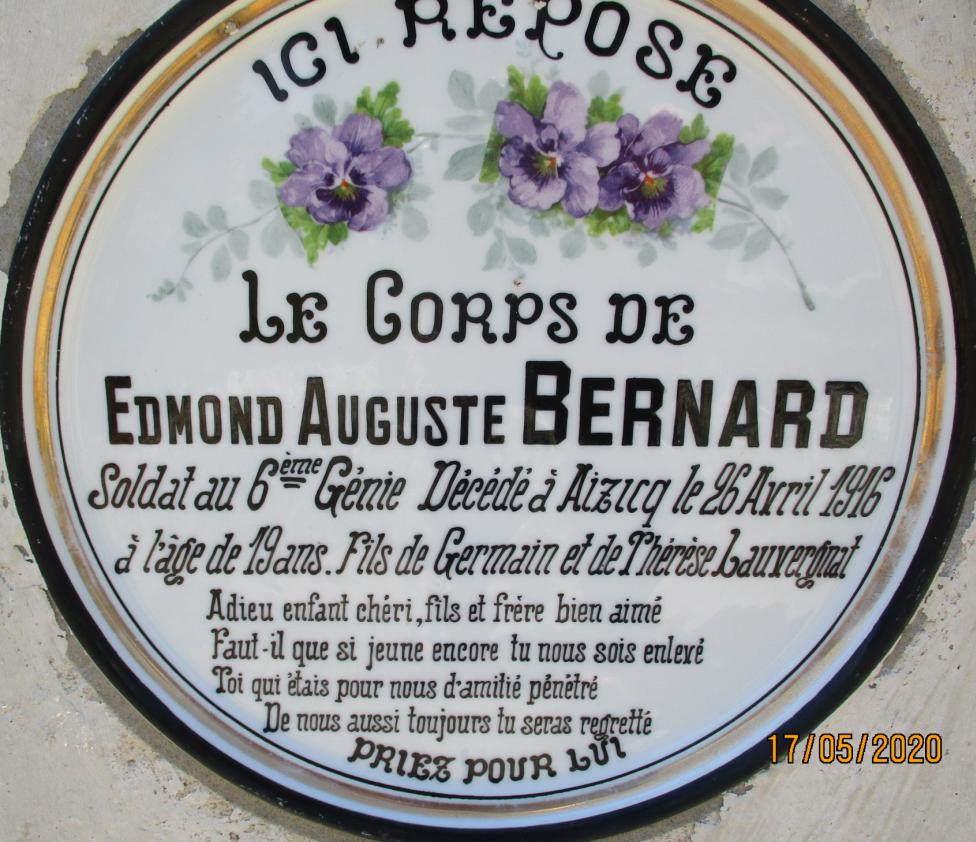 ICI REPOSE
LE CORPS DE
EDMOND AUGUSTE BERNARD
Soldat au 6ème Génie Décédé à Aizicq le 26 Avril 1916
à l'âge de 19 ans. Fils de Germain et de Thérèse Lauvergnat
Adieu enfant chéri, fils et frère bien aimé
Faut-il que si jeune encore tu nous sois enlevé
Toi qui étais pour nous d'amitié pénétré
De nous aussi toujours tu seras regretté
PRIEZ POUR LUI
17/05/2020